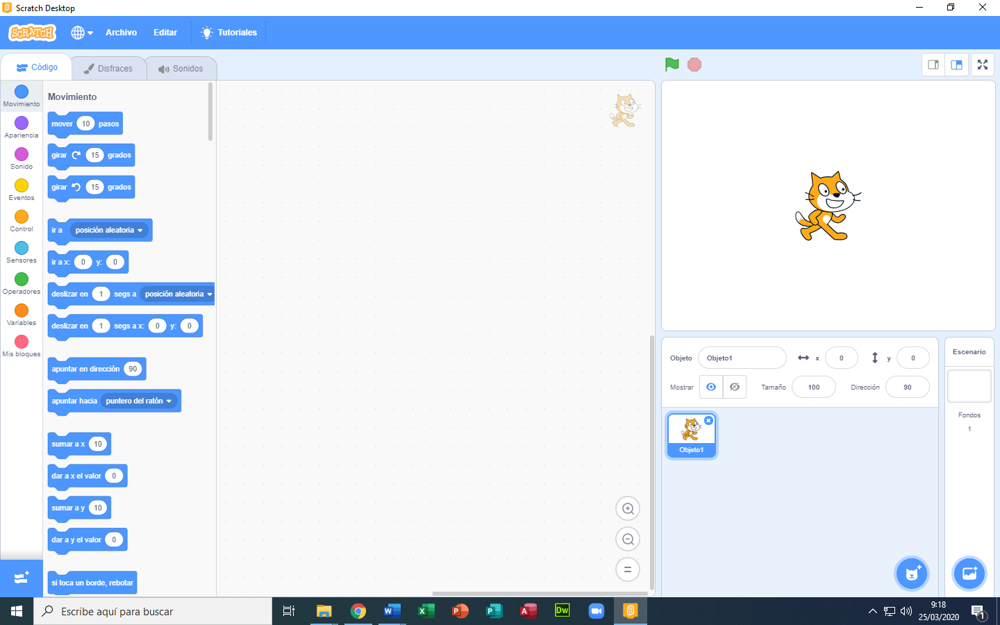 Scratch Desktop
SCRATCH
Archivo
Editar
Tutoriales
Código
Disfraces
Sonidos
Movimiento
Apariencia
Sonido
Eventos
Control
Sensores
Operadores
Variables
Mis bloques
Movimiento
mover 10 pasos
girar 15 grados
girar 15 grados
ir a posición aleatoria
ir a x: 0 y: 0
deslizar en 1 segs a posición aleatoria
deslizar en 1 segs a x: 0 y: 0
apuntar en dirección 90
apuntar hacia puntero del ratón
sumar a x 10
dar a x el valor 0
sumar a y 10
dar a y el valor 0
si toca un borde, rebotar
Objeto Objeto1 x 0 y 0
Mostrar Tamaño 100 Dirección 90
Objeto1
Escenario
Fondos
1
Escribe aquí para buscar
W
X
P
P
A
Dw
9:18
25/03/2020
1